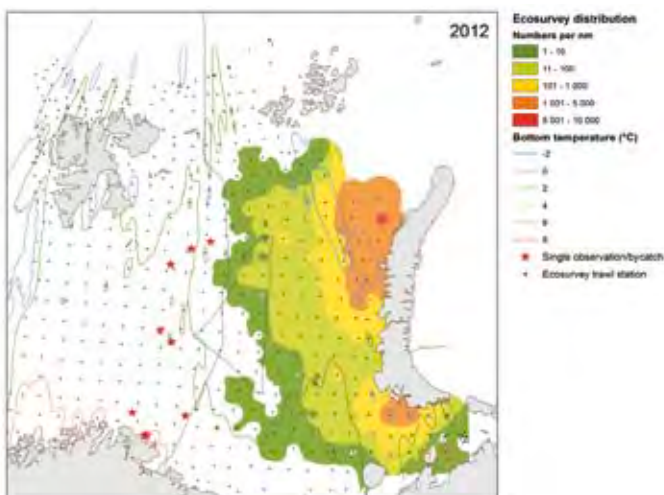 2012
Ecosurvey distribution
Numbers per nm
1 - 10
11 - 100
101 - 1 000
1 001 - 5 000
5 001 - 10 000
Bottom temperature (°C)
-2
0
2
4
6
8
Single observation/bycatch
Ecosurvey trawl station